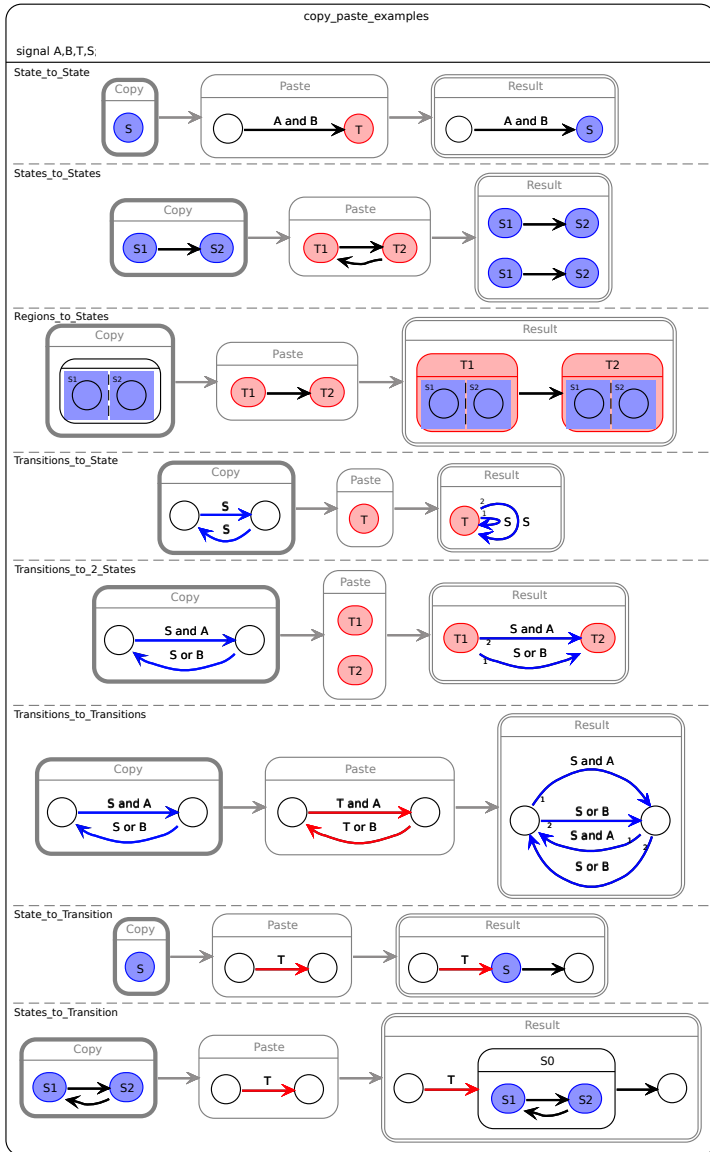 copy_paste_examples
signal A,B,T,S;
State_to_State
Copy
Paste
Result
S
A and B
T
A and B
S
States_to_States
Copy
Paste
Result
S1
S2
T1
T2
S1
S2
S1
S2
Regions_to_States
Copy
Paste
Result
S1
S2
T1
T2
T1
S1
S2
T2
S1
S2
Transitions_to_State
Copy
Paste
Result
S
S
T
T
2
1
S
S
Transitions_to_2_States
Copy
Paste
Result
S and A
S or B
T1
T2
T1
S and A
2
T2
1
S or B
Transitions_to_Transitions
Copy
Paste
Result
S and A
S or B
T and A
T or B
S and A
1
S or B
2
S and A
1
2
S or B
State_to_Transition
Copy
Paste
Result
S
T
T
S
States_to_Transition
Copy
Paste
Result
S1
S2
T
T
S0
S1
S2